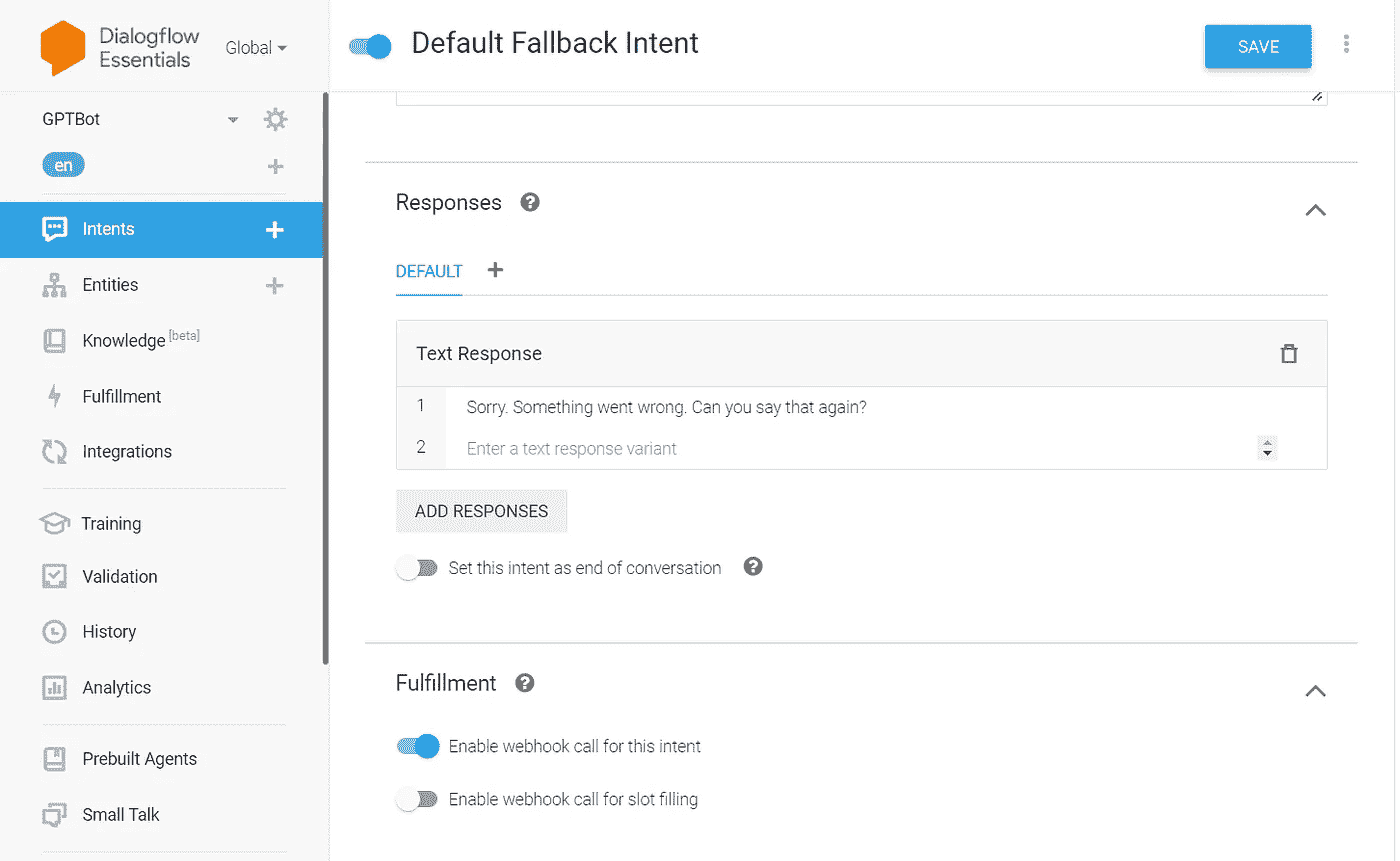 Dialogflow
Essentials
Global
Default Fallback Intent
SAVE
GPTBot
en
Intents
Entities
Knowledge [beta]
Fulfillment
Integrations
Training
Validation
History
Analytics
Prebuilt Agents
Small Talk
Responses
DEFAULT
Text Response
1 Sorry. Something went wrong. Can you say that again?
2 Enter a text response variant
ADD RESPONSES
Set this intent as end of conversation
Fulfillment
Enable webhook call for this intent
Enable webhook call for slot filling